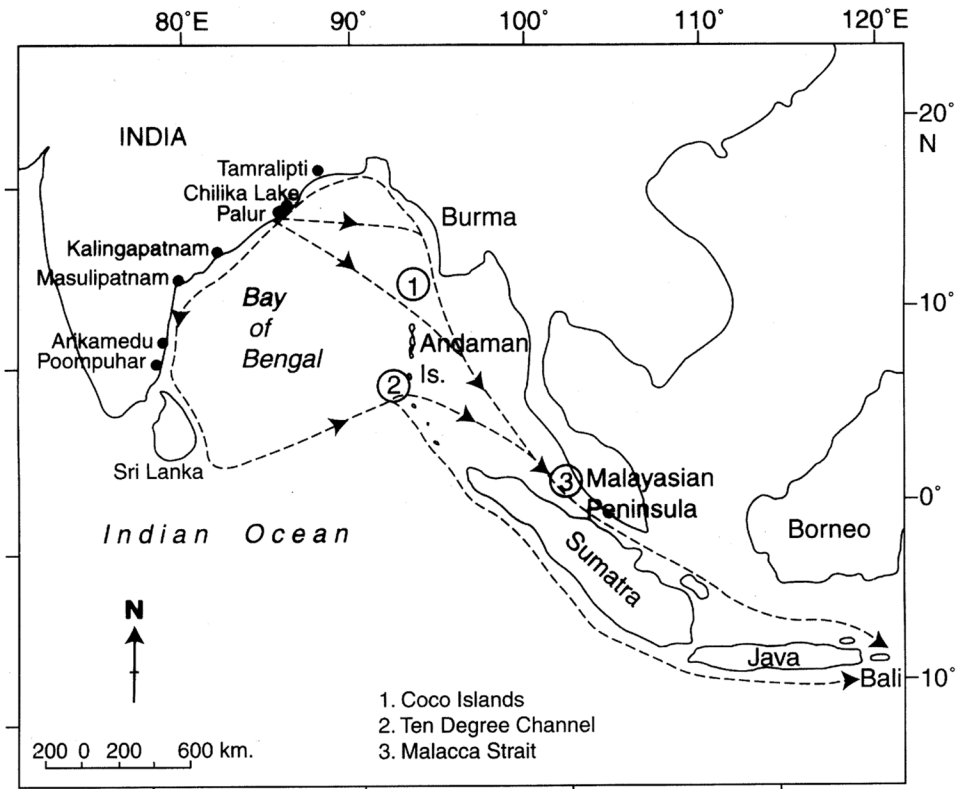 80°E 90° 100° 110° 120°E
20°
N
INDIA
Tamralipti
Chilika Lake
Palur
Burma
Kalingapatnam
Masulipatnam
10°
1
Bay
of
Bengal
Arikamedu
Poompuhar
Andaman
Is.
2
Sri Lanka
3
Malayasian
Peninsula
0°
Borneo
Indian Ocean
Sumatra
N
Java
Bali
10°
1. Coco Islands
2. Ten Degree Channel
3. Malacca Strait
200 0 200 600 km.